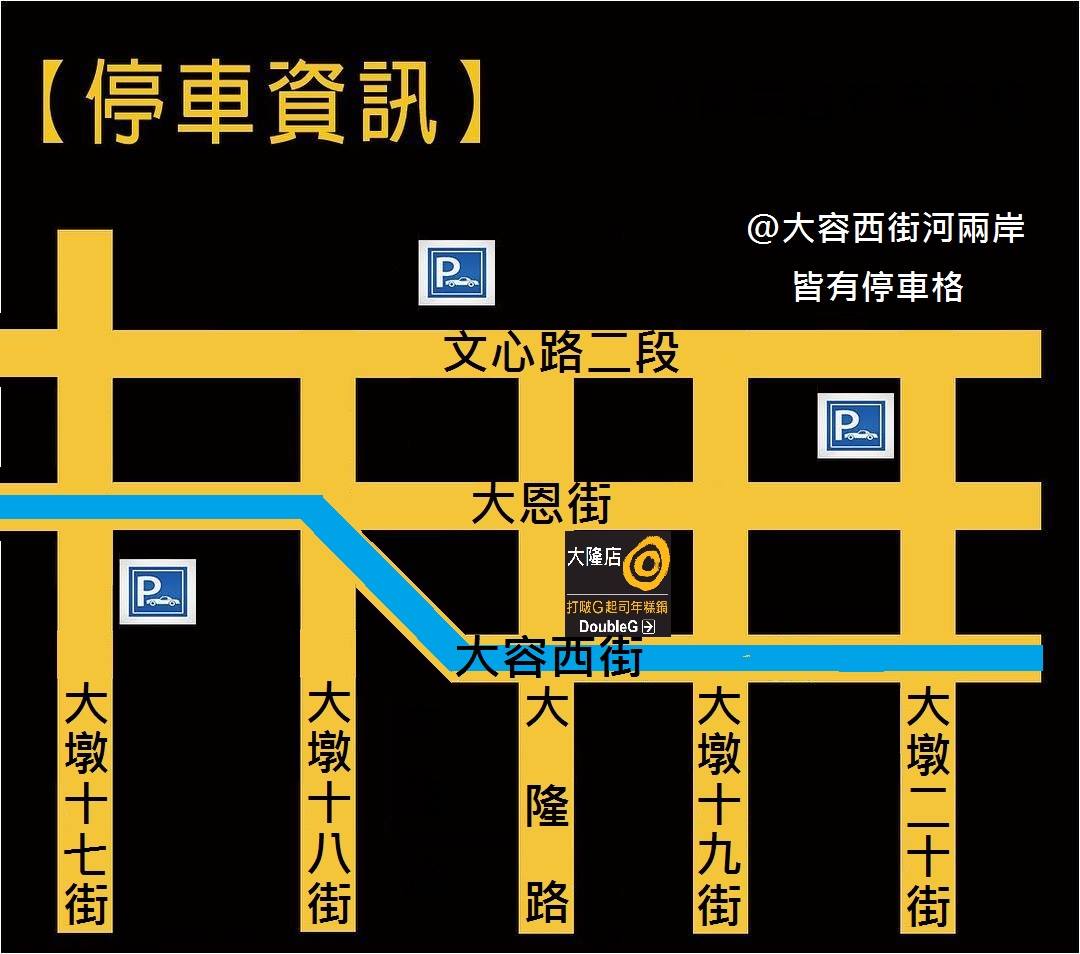 【停車資訊】
@大容西街河兩岸
皆有停車格
P
文心路二段
P
大恩街
大隆店
打啵G起司年糕鍋
DoubleG
P
大容西街
大墩十七街
大墩十八街
大隆路
大墩十九街
大墩二十街